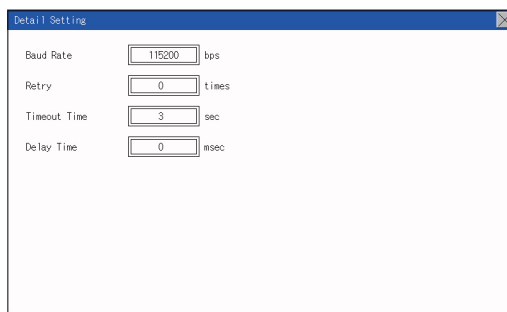 Detail Setting
Baud Rate 115200 bps
Retry 0 times
Timeout Time 3 sec
Delay Time 0 msec